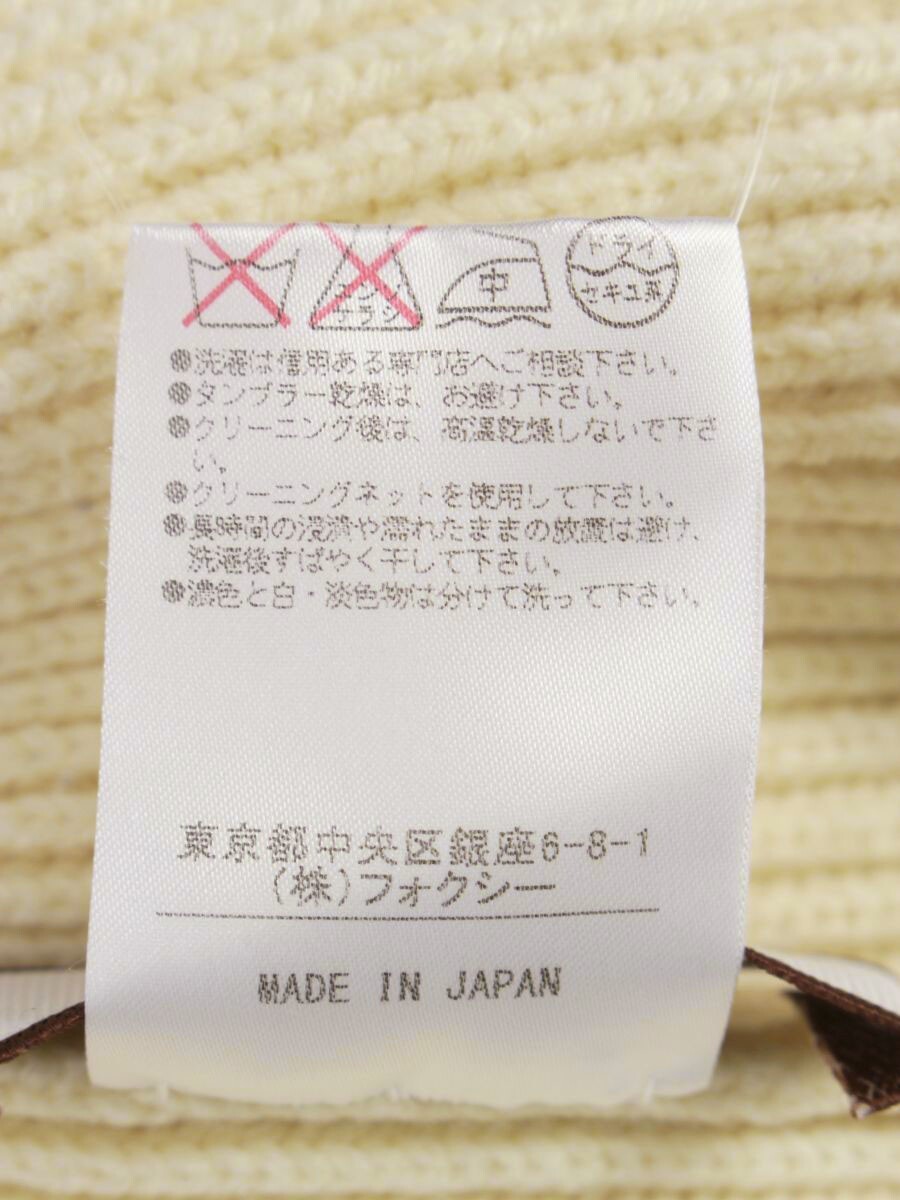 中
ドライ
セキユ系
エンソ
サラシ
●洗濯は信用ある専門店へご相談下さい。
●タンブラー乾燥は、お避け下さい。
●クリーニング後は、高温乾燥しないで下さ
い。
●クリーニングネットを使用して下さい。
●長時間の浸漬や濡れたままの放置は避け、
洗濯後すばやく干して下さい。
●濃色と白・淡色物は分けて洗って下さい。
東京都中央区銀座6-8-1
(株)フォクシー
MADE IN JAPAN